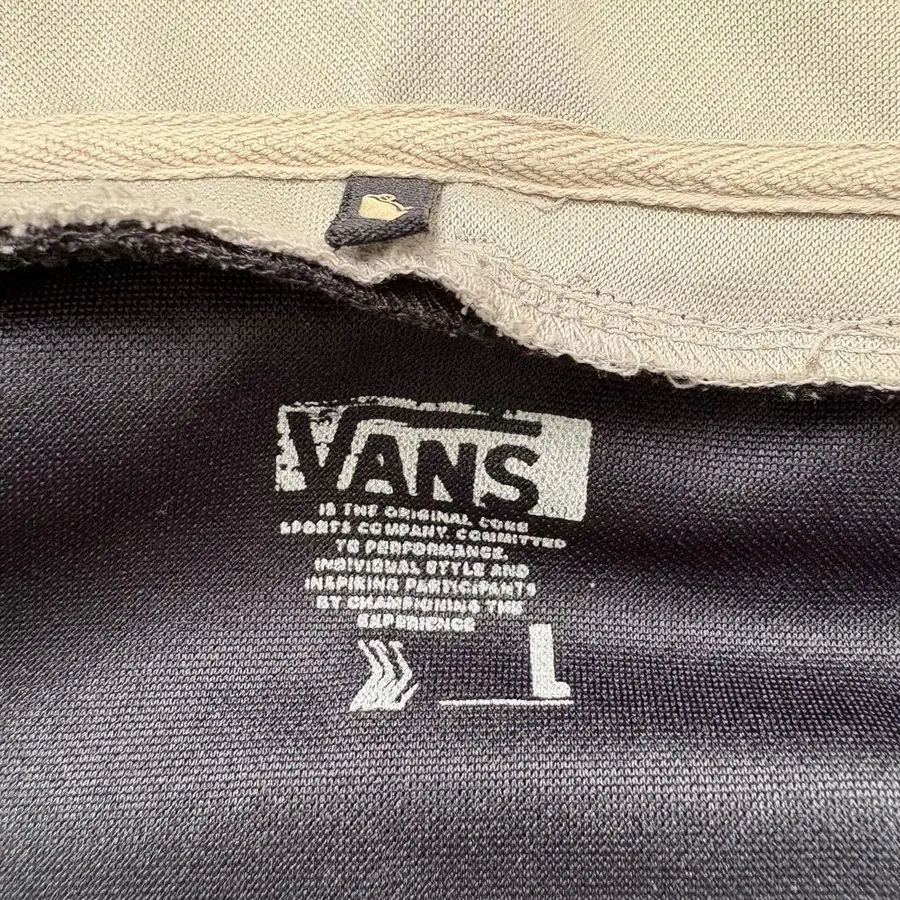 VANS
IS THE ORIGINAL CORE
SPORTS COMPANY, COMMITTED
TO PERFORMANCE,
INDIVIDUAL STYLE AND
INSPIRING PARTICIPANTS
BY CHAMPIONING THE
EXPERIENCE
L